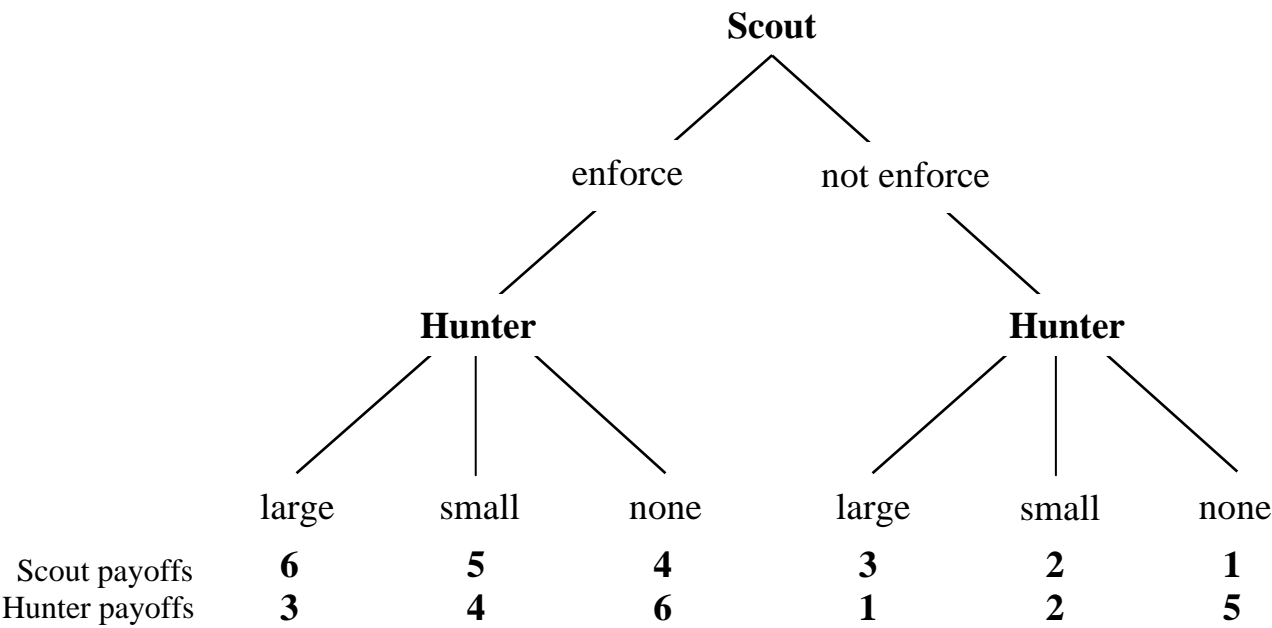 Scout
enforce not enforce
Hunter Hunter
large small none large small none
Scout payoffs 6 5 4 3 2 1
Hunter payoffs 3 4 6 1 2 5